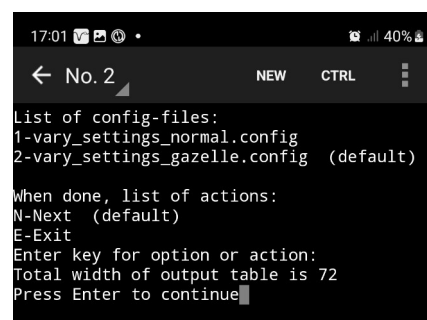 17:01
40%
← No. 2 NEW CTRL
List of config-files:
1-vary_settings_normal.config
2-vary_settings_gazelle.config (default)
When done, list of actions:
N-Next (default)
E-Exit
Enter key for option or action:
Total width of output table is 72
Press Enter to continue